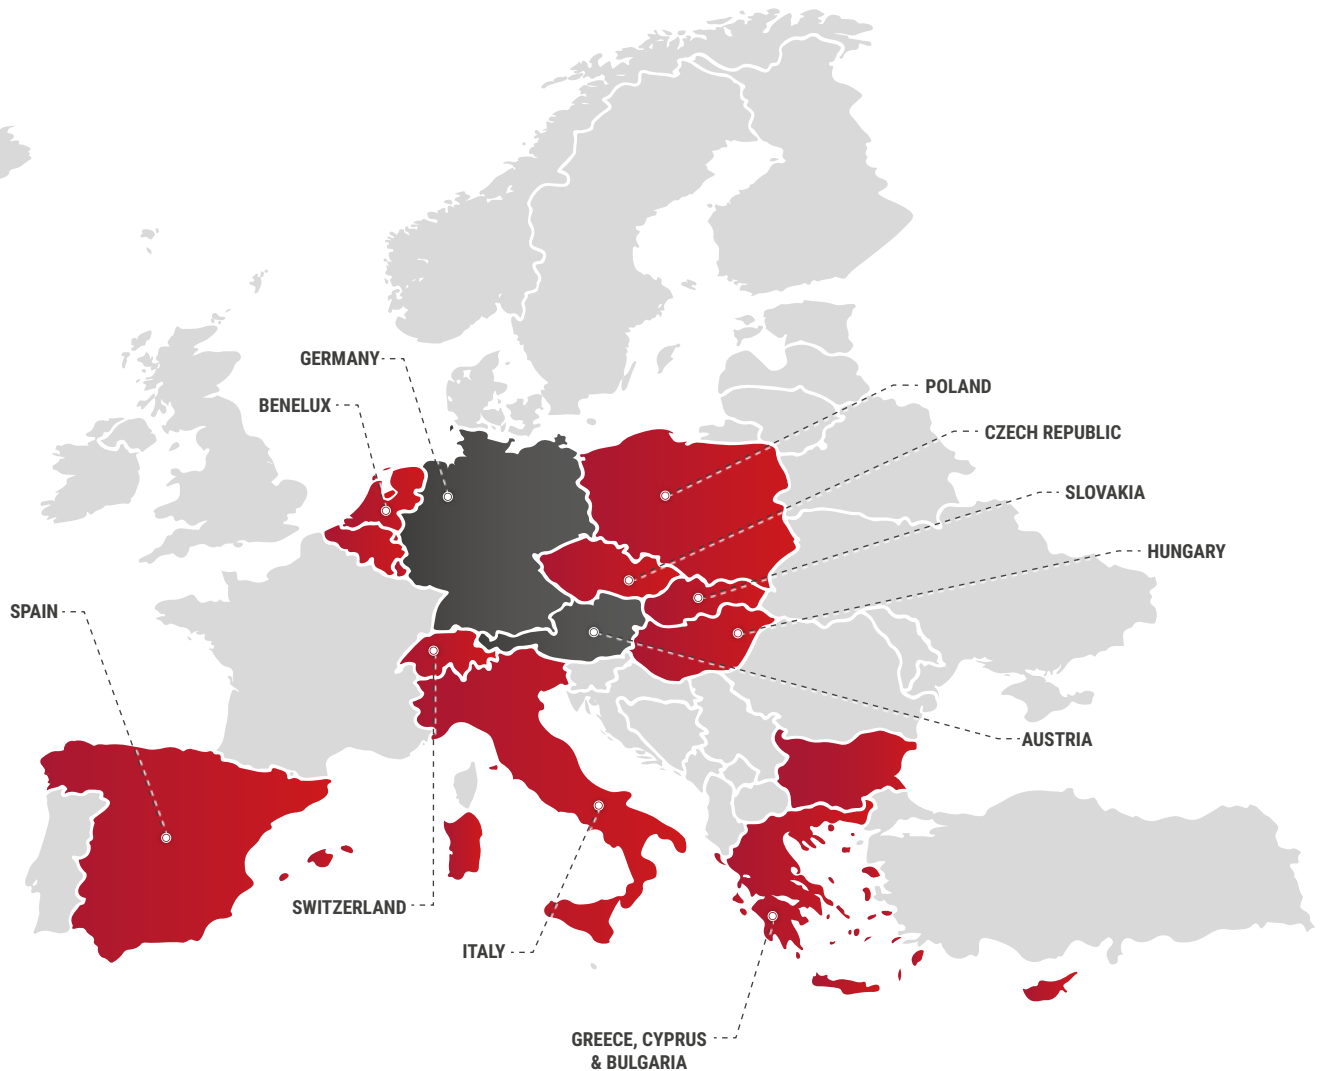 GERMANY
BENELUX
POLAND
CZECH REPUBLIC
SLOVAKIA
HUNGARY
SPAIN
AUSTRIA
SWITZERLAND
ITALY
GREECE, CYPRUS
& BULGARIA